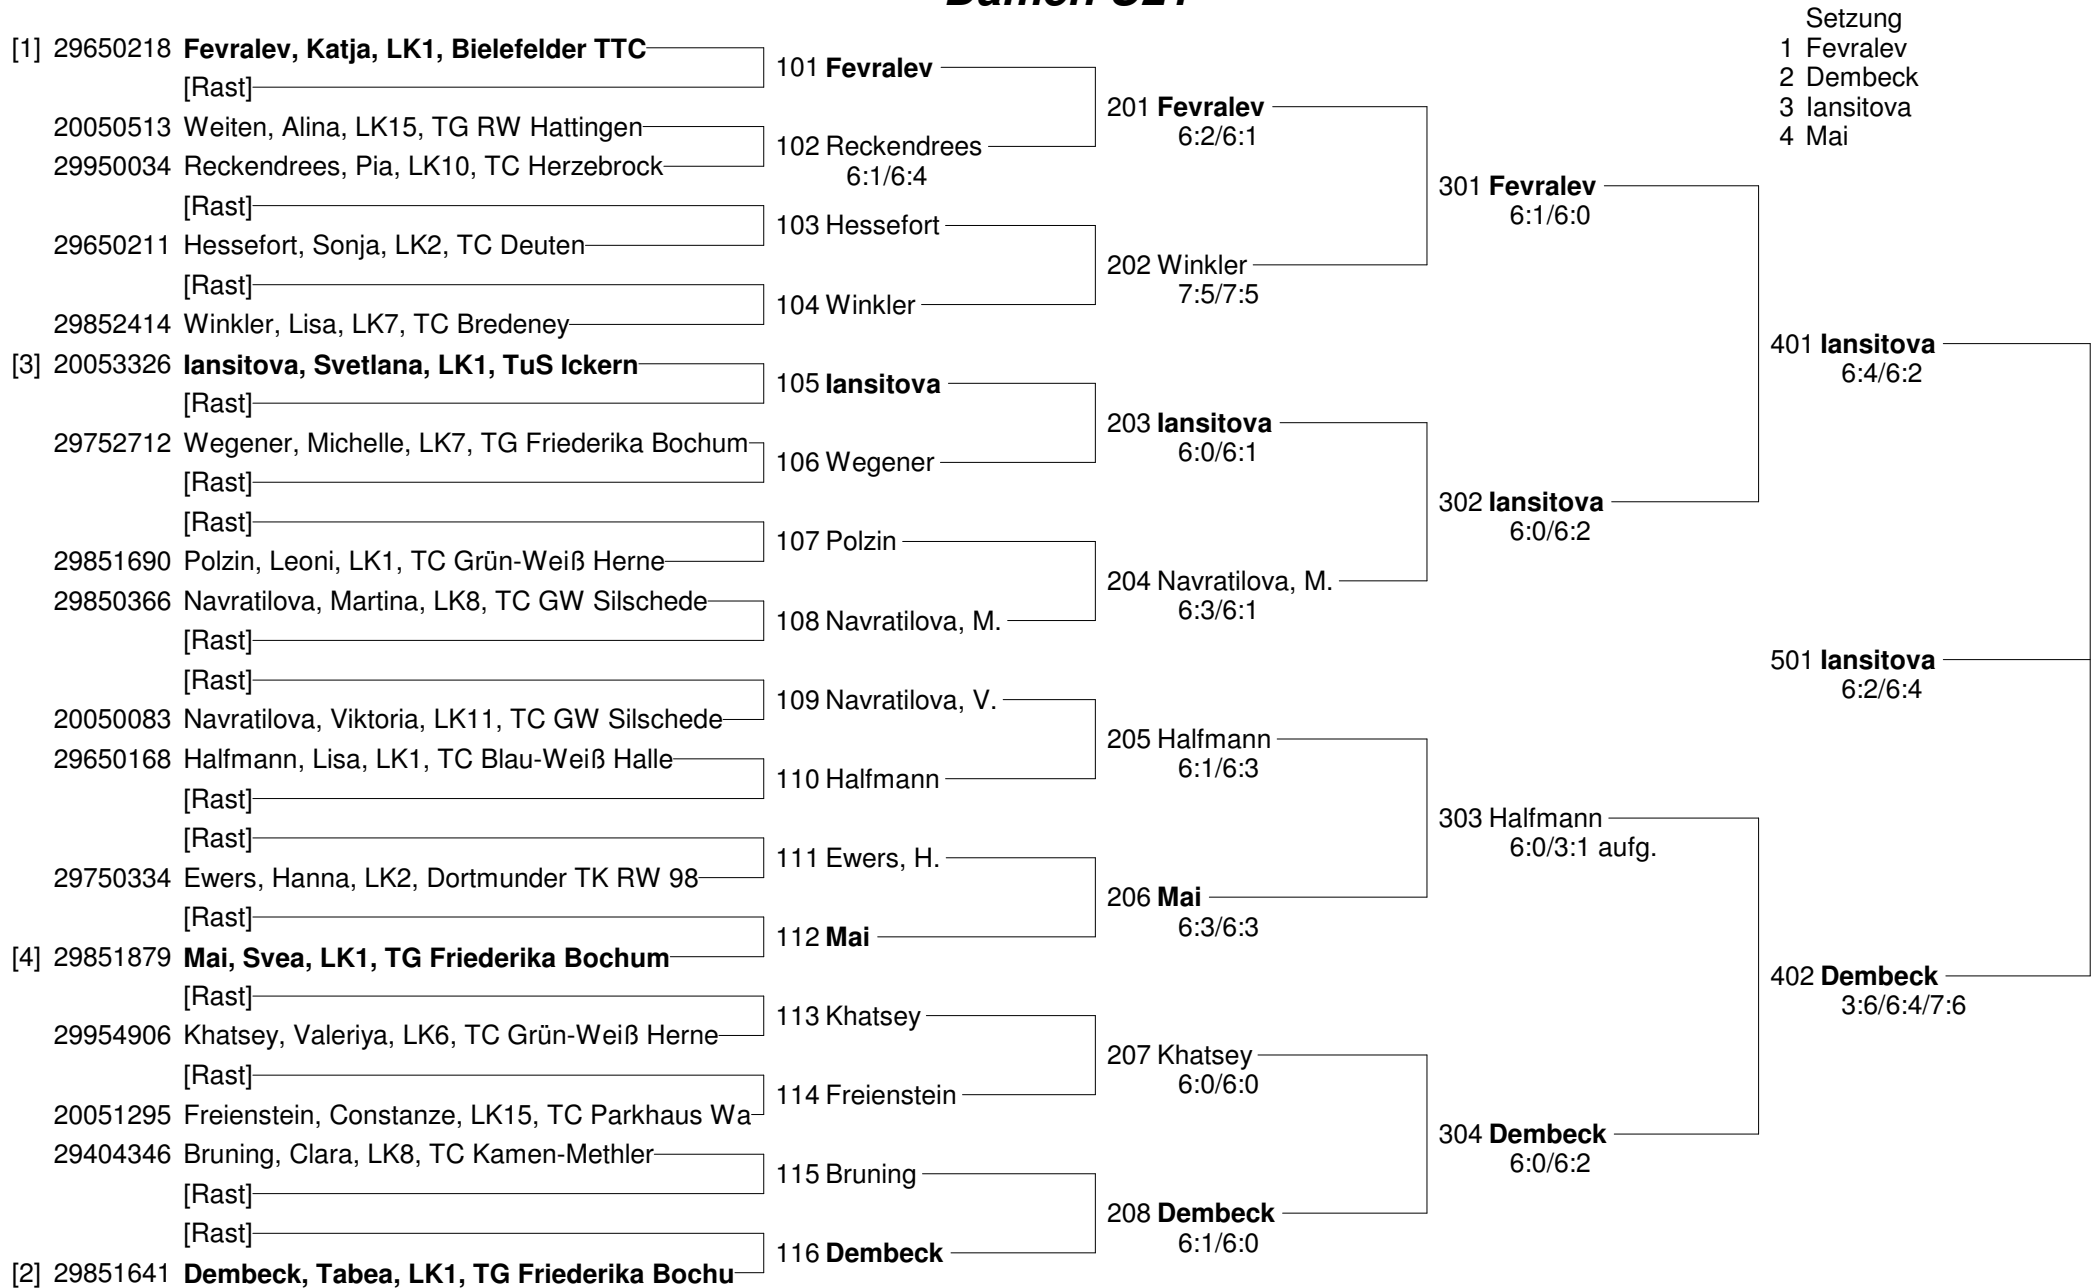 Damen U21
[1] 29650218 Fevralev, Katja, LK1, Bielefelder TTC
[Rast]
20050513 Weiten, Alina, LK15, TG RW Hattingen
29950034 Reckendrees, Pia, LK10, TC Herzebrock
[Rast]
29650211 Hessefort, Sonja, LK2, TC Deuten
[Rast]
29852414 Winkler, Lisa, LK7, TC Bredeney
[3] 20053326 Iansitova, Svetlana, LK1, TuS Ickern
[Rast]
29752712 Wegener, Michelle, LK7, TG Friederika Bochum
[Rast]
[Rast]
29851690 Polzin, Leoni, LK1, TC Grün-Weiß Herne
29850366 Navratilova, Martina, LK8, TC GW Silschede
[Rast]
[Rast]
20050083 Navratilova, Viktoria, LK11, TC GW Silschede
29650168 Halfmann, Lisa, LK1, TC Blau-Weiß Halle
[Rast]
[Rast]
29750334 Ewers, Hanna, LK2, Dortmunder TK RW 98
[Rast]
[4] 29851879 Mai, Svea, LK1, TG Friederika Bochum
[Rast]
29954906 Khatsey, Valeriya, LK6, TC Grün-Weiß Herne
[Rast]
20051295 Freienstein, Constanze, LK15, TC Parkhaus Wa
29404346 Bruning, Clara, LK8, TC Kamen-Methler
[Rast]
[Rast]
[2] 29851641 Dembeck, Tabea, LK1, TG Friederika Bochu
101 Fevralev
102 Reckendrees
6:1/6:4
103 Hessefort
104 Winkler
105 Iansitova
106 Wegener
107 Polzin
108 Navratilova, M.
109 Navratilova, V.
110 Halfmann
111 Ewers, H.
112 Mai
113 Khatsey
114 Freienstein
115 Bruning
116 Dembeck
201 Fevralev
6:2/6:1
202 Winkler
7:5/7:5
203 Iansitova
6:0/6:1
204 Navratilova, M.
6:3/6:1
205 Halfmann
6:1/6:3
206 Mai
6:3/6:3
207 Khatsey
6:0/6:0
208 Dembeck
6:1/6:0
301 Fevralev
6:1/6:0
302 Iansitova
6:0/6:2
303 Halfmann
6:0/3:1 aufg.
304 Dembeck
6:0/6:2
Setzung
1 Fevralev
2 Dembeck
3 Iansitova
4 Mai
401 Iansitova
6:4/6:2
501 Iansitova
6:2/6:4
402 Dembeck
3:6/6:4/7:6